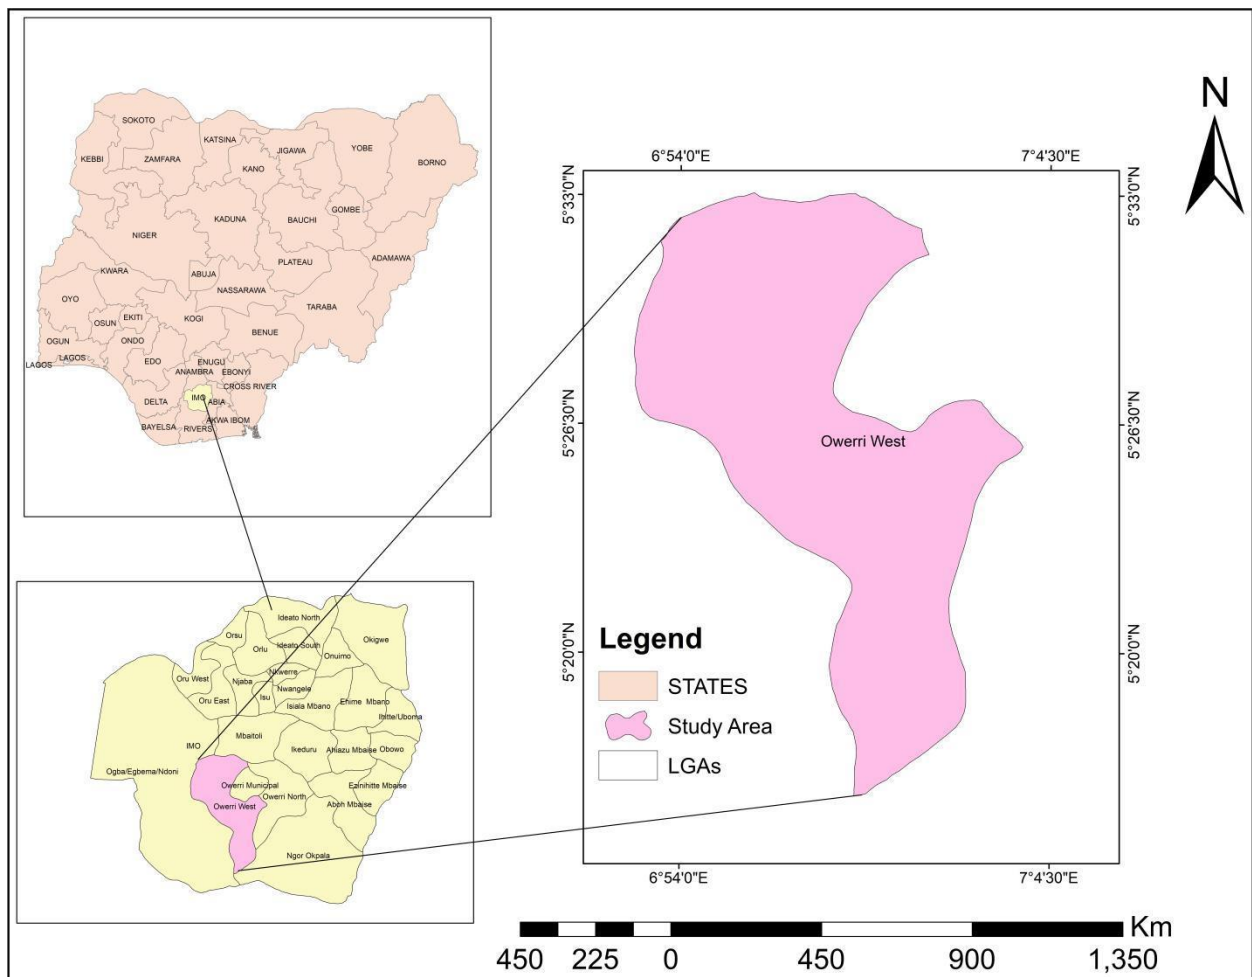 SOKOTO
KATSINA
JIGAWA
YOBE
BORNO
KEBBI
ZAMFARA
KANO
GOMBE
KADUNA
BAUCHI
NIGER
ADAMAWA
PLATEAU
KWARA
ABUJA
NASSARAWA
OYO
TARABA
OSUN
EKITI
KOGI
BENUE
OGUN
ONDO
LAGOS
LAGOS
EDO
ENUGU
ANAMBRA
EBONYI
CROSS RIVER
DELTA
IMO
ABIA
AKWA IBOM
BAYELSA
RIVERS
Ideato North
Orsu
Okigwe
Orlu
Ideato South
Onuimo
Nkwerre
Oru West
Njaba
Nwangele
Isu
Oru East
Isiala Mbano
Ehime Mbano
Ihitte/Uboma
Mbaitoli
IMO
Ikeduru
Ahiazu Mbaise
Obowo
Ogba/Egbema/Ndoni
Owerri Municipal
Ezinihitte Mbaise
Owerri North
Owerri West
Aboh Mbaise
Ngor Okpala
N
6°54'0"E
7°4'30"E
5°33'0"N
5°33'0"N
5°26'30"N
5°26'30"N
Owerri West
5°20'0"N
5°20'0"N
Legend
STATES
Study Area
LGAs
6°54'0"E
7°4'30"E
Km
450 225 0 450 900 1,350